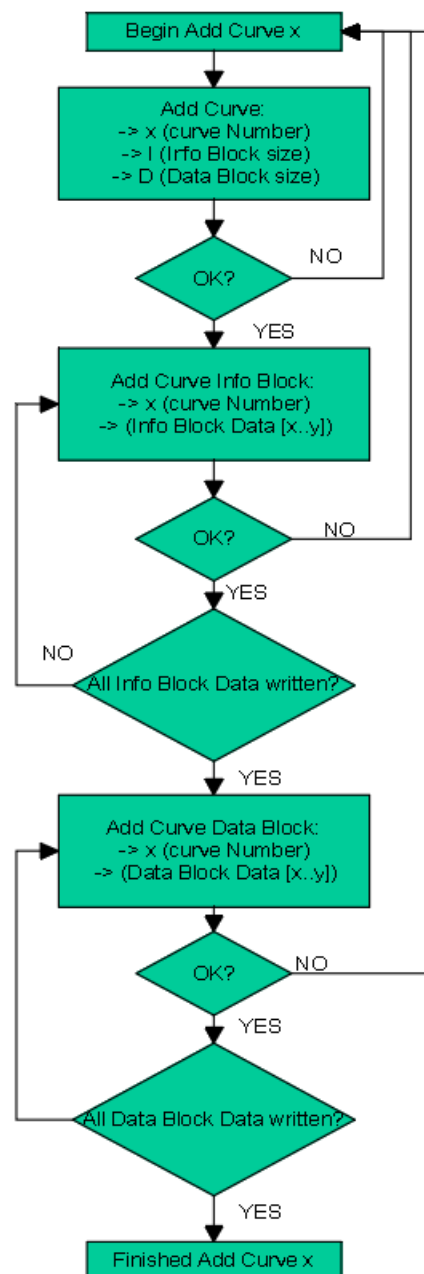 Begin Add Curve x
Add Curve:
-> x (curve Number)
-> I (Info Block size)
-> D (Data Block size)
NO
OK?
YES
Add Curve Info Block:
-> x (curve Number)
-> (Info Block Data [x..y])
OK?
NO
YES
NO
All Info Block Data written?
YES
Add Curve Data Block:
-> x (curve Number)
-> (Data Block Data [x..y])
OK?
NO
YES
All Data Block Data written?
YES
Finished Add Curve x